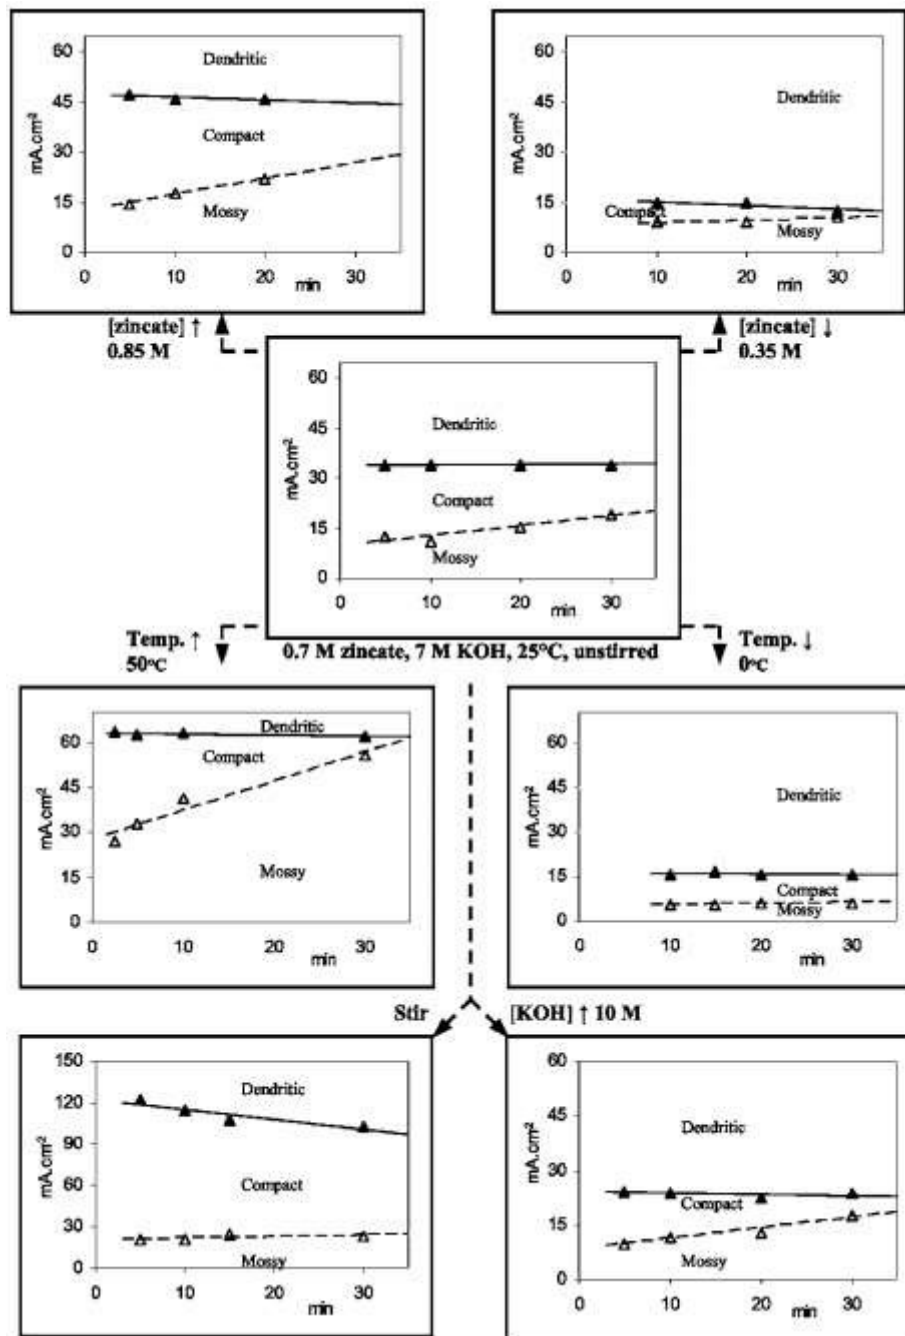 60
45
30
15
0
mA.cm²
Dendritic
Compact
Mossy
0 10 20 30
min
60
45
30
15
0
mA.cm²
Dendritic
Compact
Mossy
0 10 20 30
min
[zincate] ↑
0.85 M
[zincate] ↓
0.35 M
60
45
30
15
0
mA.cm²
Dendritic
Compact
Mossy
0 10 20 30
min
0.7 M zincate, 7 M KOH, 25°C, unstirred
Temp. ↑
50°C
Temp. ↓
0°C
60
45
30
15
0
mA.cm²
Dendritic
Compact
Mossy
0 10 20 30
min
60
45
30
15
0
mA.cm²
Dendritic
Compact
Mossy
0 10 20 30
min
Stir
[KOH] ↑ 10 M
150
120
90
60
30
0
mA.cm²
Dendritic
Compact
Mossy
0 10 20 30
min
60
45
30
15
0
mA.cm²
Dendritic
Compact
Mossy
0 10 20 30
min